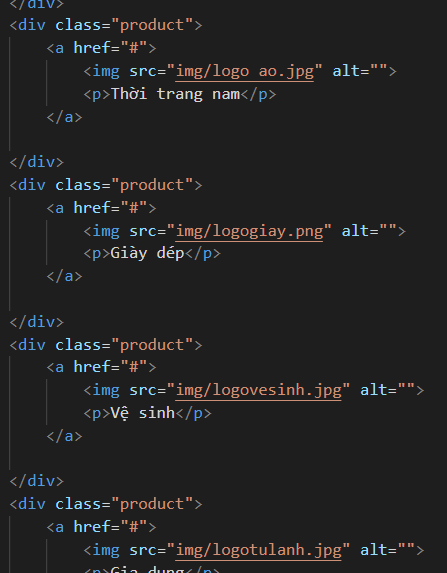 </div>
<div class="product">
<a href="#">
<img src="img/logo ao.jpg" alt="">
<p>Thời trang nam</p>
</a>
</div>
<div class="product">
<a href="#">
<img src="img/logogiay.png" alt="">
<p>Giày dép</p>
</a>
</div>
<div class="product">
<a href="#">
<img src="img/logovesinh.jpg" alt="">
<p>Vệ sinh</p>
</a>
</div>
<div class="product">
<a href="#">
<img src="img/logotulanh.jpg" alt="">
<p>Gia dụng</p>